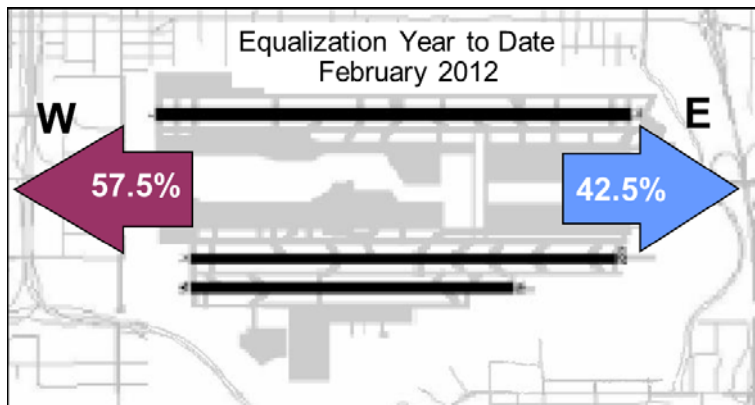 Equalization Year to Date
February 2012
W
E
57.5%
42.5%